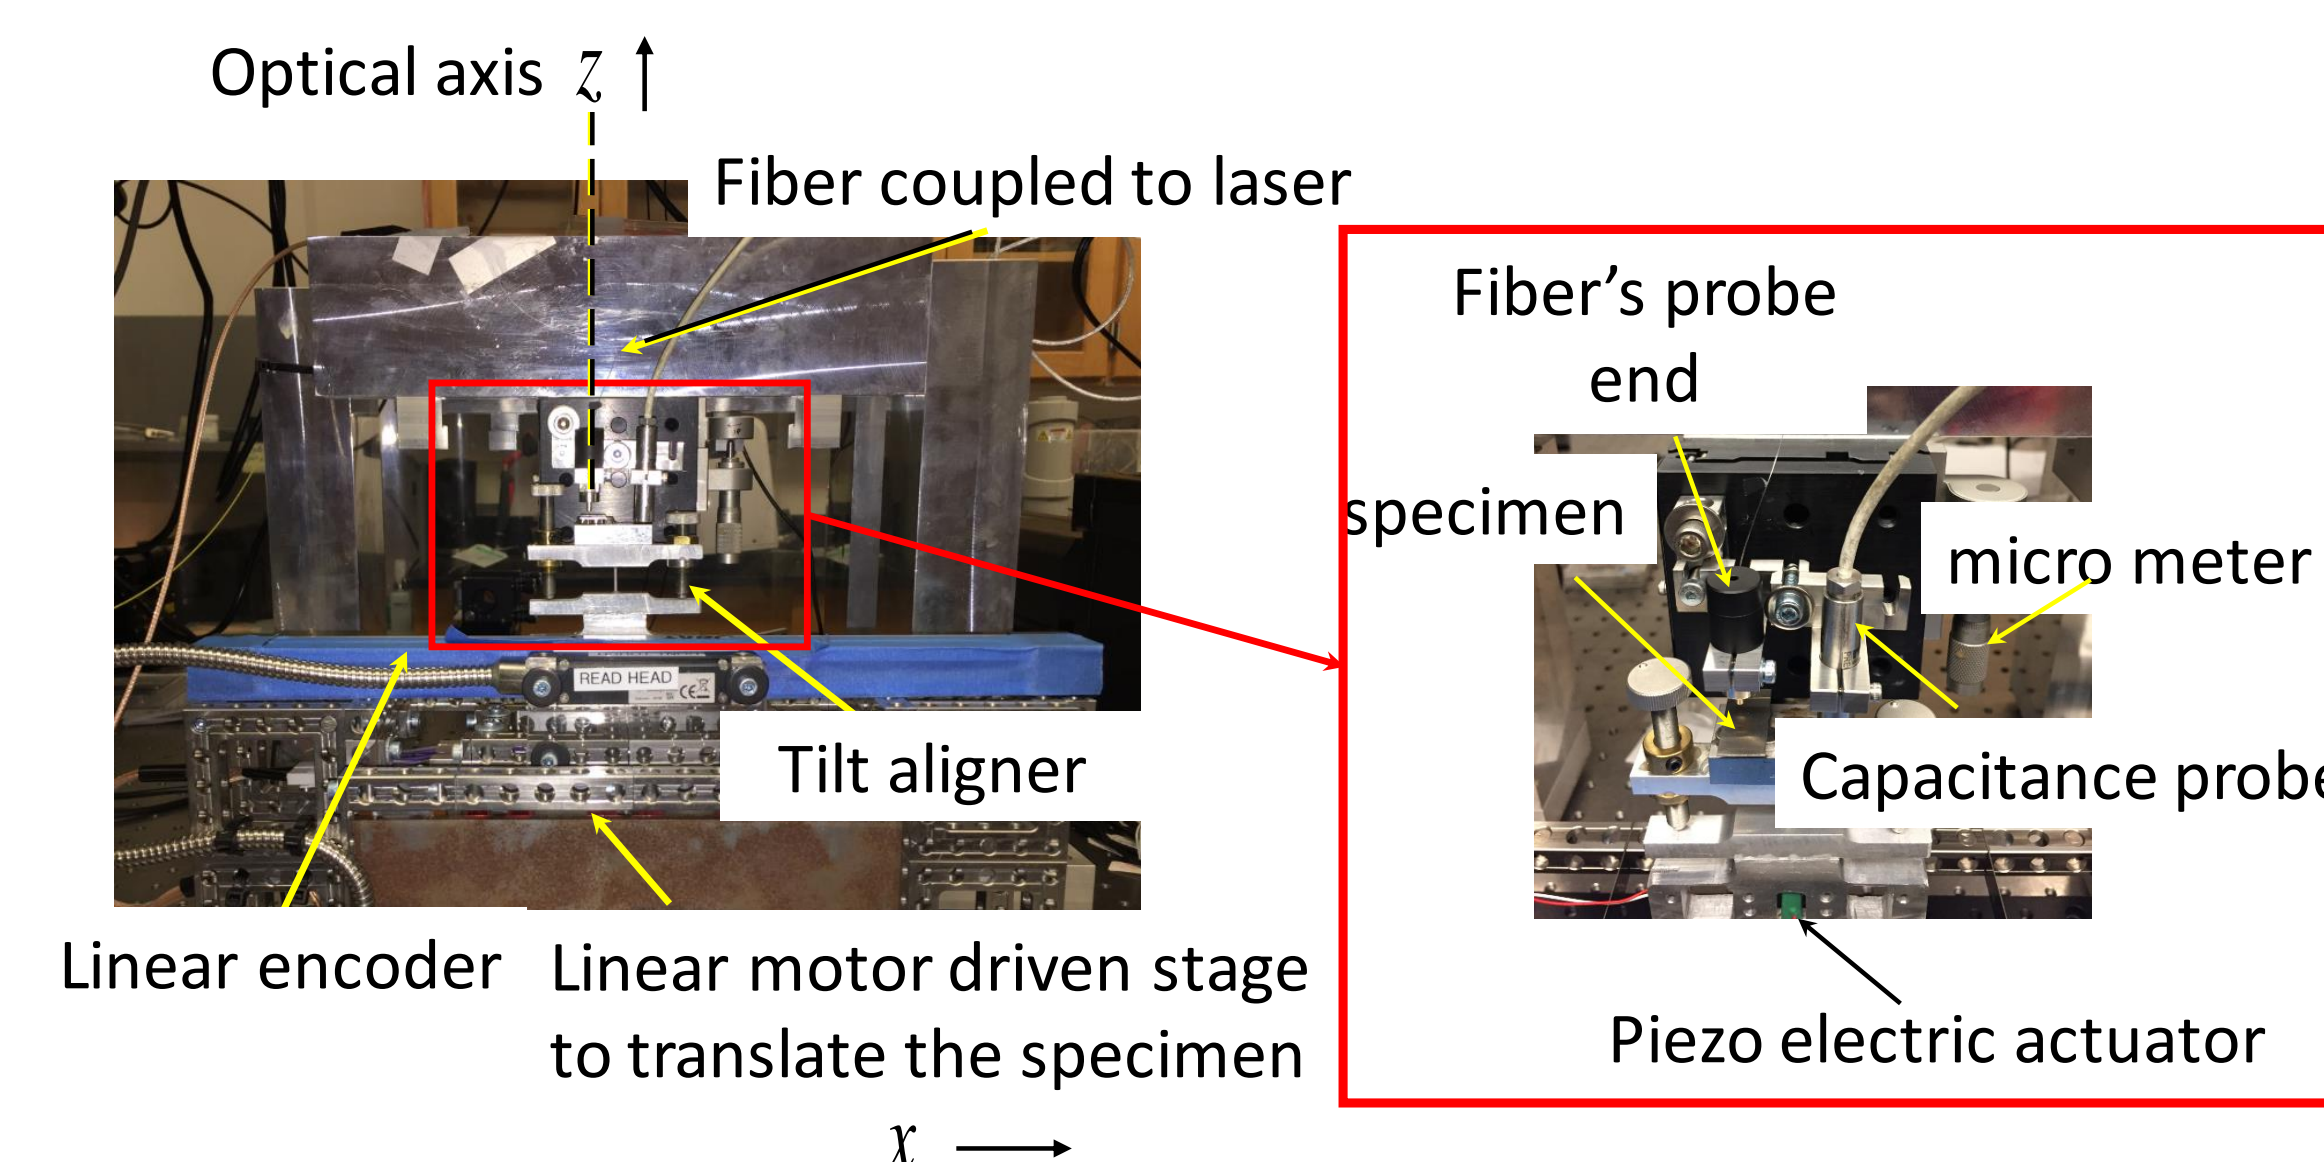 Optical axis z
Fiber coupled to laser
READ HEAD
CE
Tilt aligner
Linear encoder
Linear motor driven stage
to translate the specimen
x
Fiber’s probe
end
specimen
micro meter
Capacitance probe
Piezo electric actuator